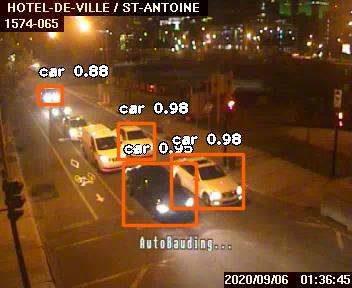 HOTEL-DE-VILLE / ST-ANTOINE
1574-065
car 0.88
car 0.98
car 0.95 car 0.98
AutoBauding...
2020/09/06 01:36:45